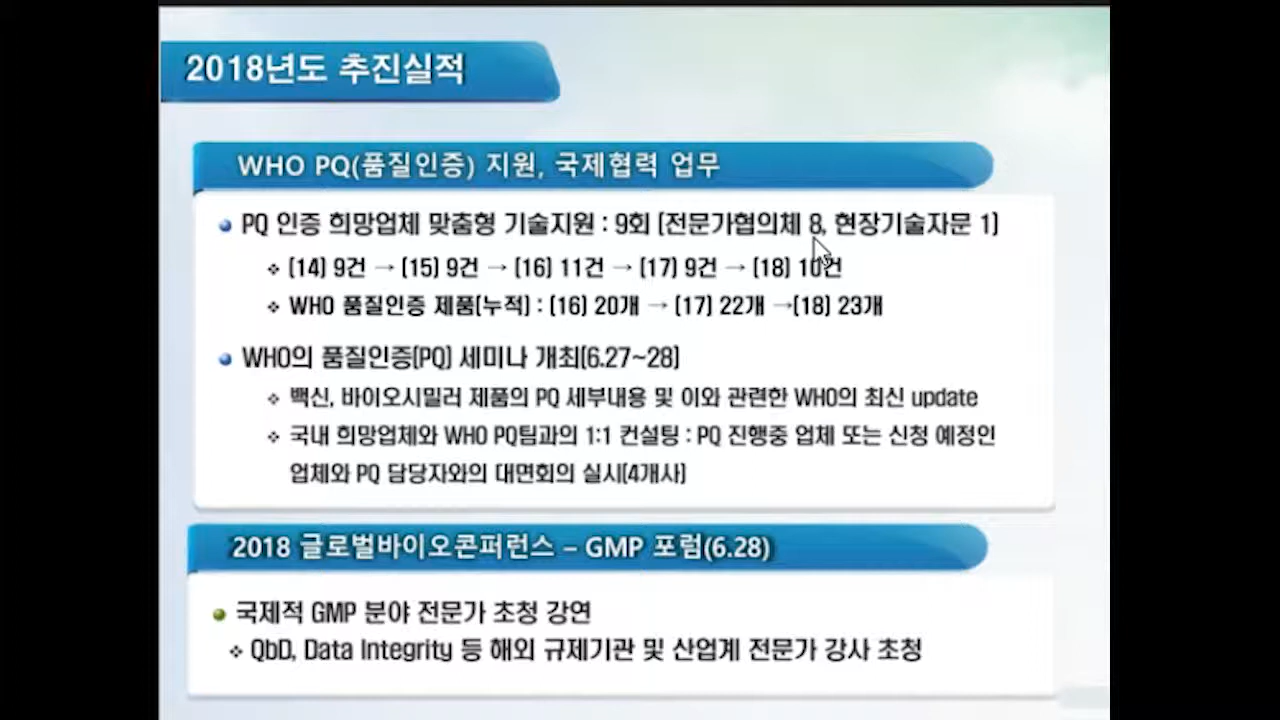 2018년도 추진실적
WHO PQ(품질인증) 지원, 국제협력 업무
PQ 인증 희망업체 맞춤형 기술지원 : 9회 (전문가협의체 8, 현장기술자문 1)
(14) 9건 → (15) 9건 → (16) 11건 → (17) 9건 → (18) 10건
WHO 품질인증 제품(누적) : (16) 20개 → (17) 22개 →(18) 23개
WHO의 품질인증(PQ) 세미나 개최(6.27~28)
백신, 바이오시밀러 제품의 PQ 세부내용 및 이와 관련한 WHO의 최신 update
국내 희망업체와 WHO PQ팀과의 1:1 컨설팅 : PQ 진행중 업체 또는 신청 예정인
업체와 PQ 담당자와의 대면회의 실시(4개사)
2018 글로벌바이오콘퍼런스 – GMP 포럼(6.28)
국제적 GMP 분야 전문가 초청 강연
QbD, Data Integrity 등 해외 규제기관 및 산업계 전문가 강사 초청